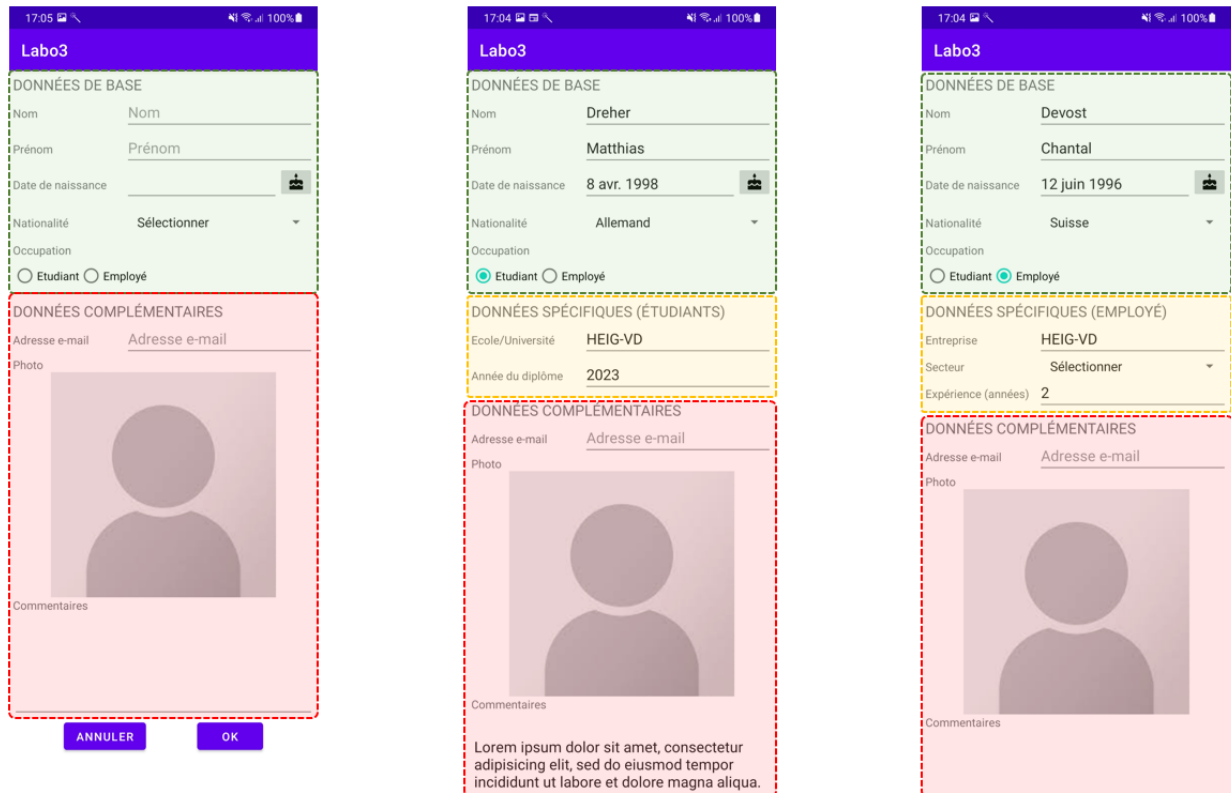 17:05 100%
Labo3
DONNÉES DE BASE
Nom Nom
Prénom Prénom
Date de naissance
Nationalité Sélectionner
Occupation
Etudiant Employé
DONNÉES COMPLÉMENTAIRES
Adresse e-mail Adresse e-mail
Photo
Commentaires
ANNULER OK
17:04 100%
Labo3
DONNÉES DE BASE
Nom Dreher
Prénom Matthias
Date de naissance 8 avr. 1998
Nationalité Allemand
Occupation
Etudiant Employé
DONNÉES SPÉCIFIQUES (ÉTUDIANTS)
Ecole/Université HEIG-VD
Année du diplôme 2023
DONNÉES COMPLÉMENTAIRES
Adresse e-mail Adresse e-mail
Photo
Commentaires
Lorem ipsum dolor sit amet, consectetur
adipisicing elit, sed do eiusmod tempor
incididunt ut labore et dolore magna aliqua.
17:04 100%
Labo3
DONNÉES DE BASE
Nom Devost
Prénom Chantal
Date de naissance 12 juin 1996
Nationalité Suisse
Occupation
Etudiant Employé
DONNÉES SPÉCIFIQUES (EMPLOYÉ)
Entreprise HEIG-VD
Secteur Sélectionner
Expérience (années) 2
DONNÉES COMPLÉMENTAIRES
Adresse e-mail Adresse e-mail
Photo
Commentaires